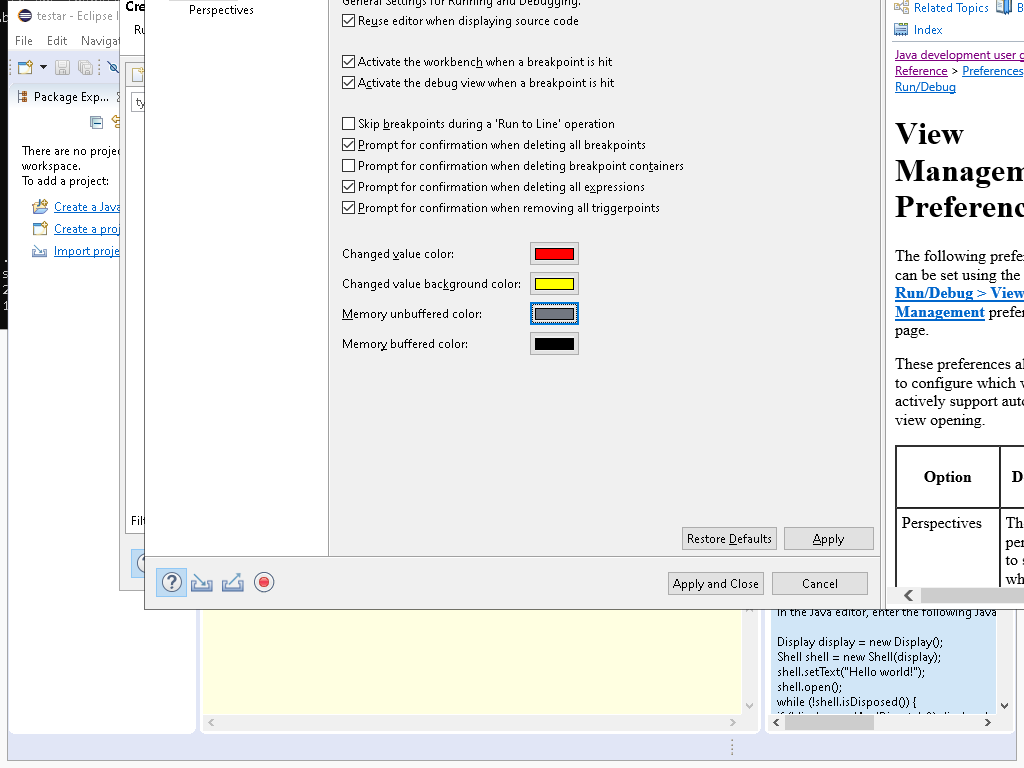 testar - Eclipse I
File Edit Navigat
Package Exp...
There are no projec
workspace.
To add a project:
Create a Java
Create a proj
Import proje
Cre
Ru
ty
Filt
Perspectives
General Settings for Running and Debugging.
Reuse editor when displaying source code
Activate the workbench when a breakpoint is hit
Activate the debug view when a breakpoint is hit
Skip breakpoints during a 'Run to Line' operation
Prompt for confirmation when deleting all breakpoints
Prompt for confirmation when deleting breakpoint containers
Prompt for confirmation when deleting all expressions
Prompt for confirmation when removing all triggerpoints
Changed value color:
Changed value background color:
Memory unbuffered color:
Memory buffered color:
Restore Defaults Apply
Apply and Close Cancel
Related Topics B
Index
Java development user g
Reference > Preferences
Run/Debug
View
Managem
Preferenc
The following prefer
can be set using the
Run/Debug > View
Management prefer
page.
These preferences al
to configure which v
actively support auto
view opening.
Option D
Perspectives The
per
to s
wh
In the Java editor, enter the following Java
Display display = new Display();
Shell shell = new Shell(display);
shell.setText("Hello world!");
shell.open();
while (!shell.isDisposed()) {